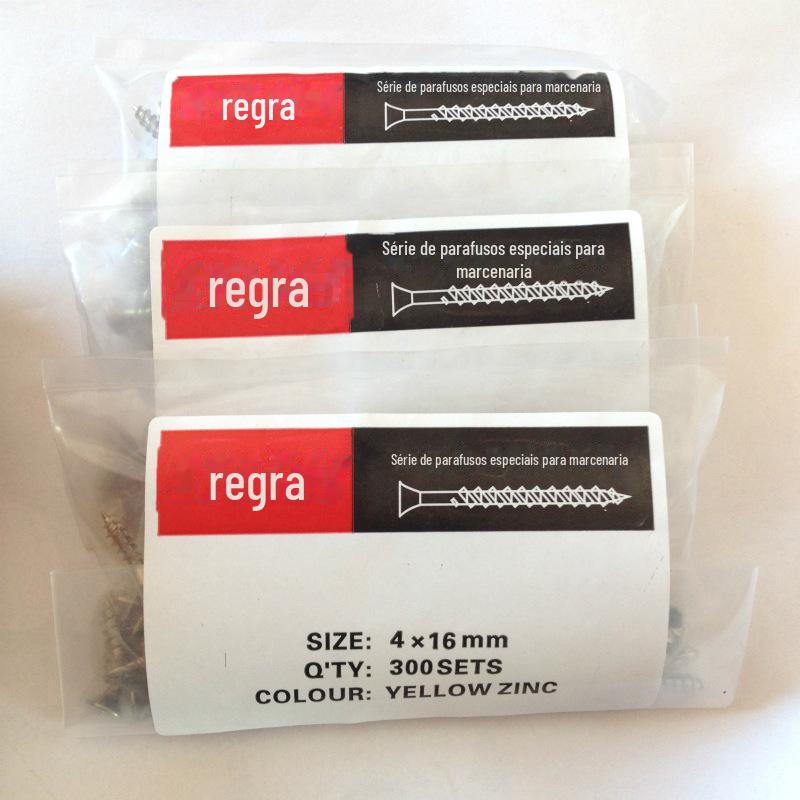 regra
Série de parafusos especiais para marcenaria
regra
Série de parafusos especiais para
marcenaria
regra
Série de parafusos especiais para marcenaria
SIZE: 4×16mm
Q'TY: 300SETS
COLOUR: YELLOW ZINC